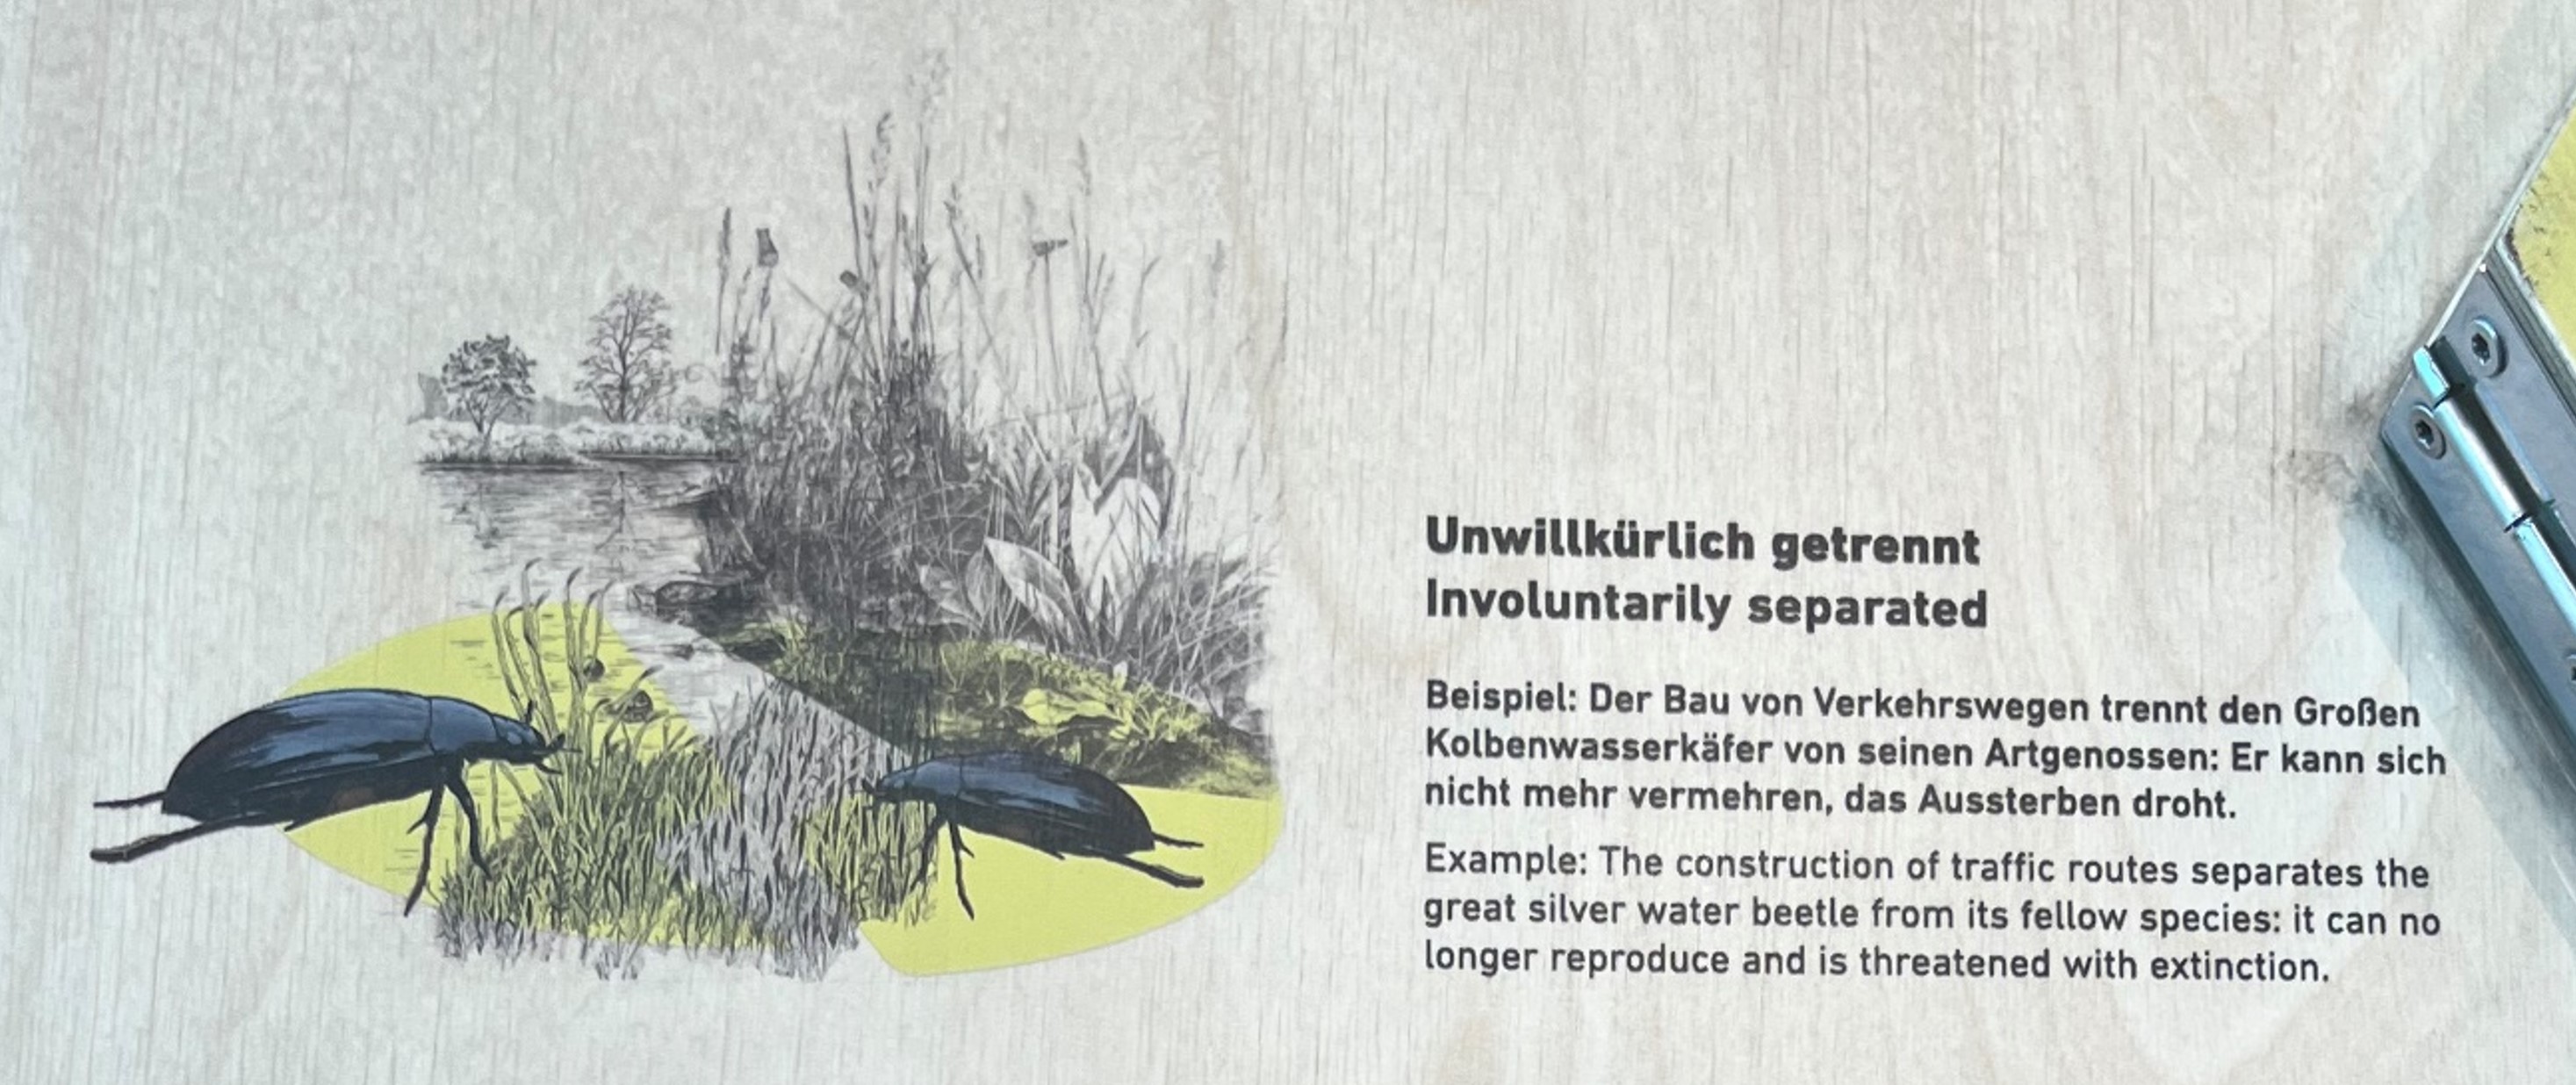 Unwillkürlich getrennt
Involuntarily separated
Beispiel: Der Bau von Verkehrswegen trennt den Großen
Kolbenwasserkäfer von seinen Artgenossen: Er kann sich
nicht mehr vermehren, das Aussterben droht.
Example: The construction of traffic routes separates the
great silver water beetle from its fellow species: it can no
longer reproduce and is threatened with extinction.